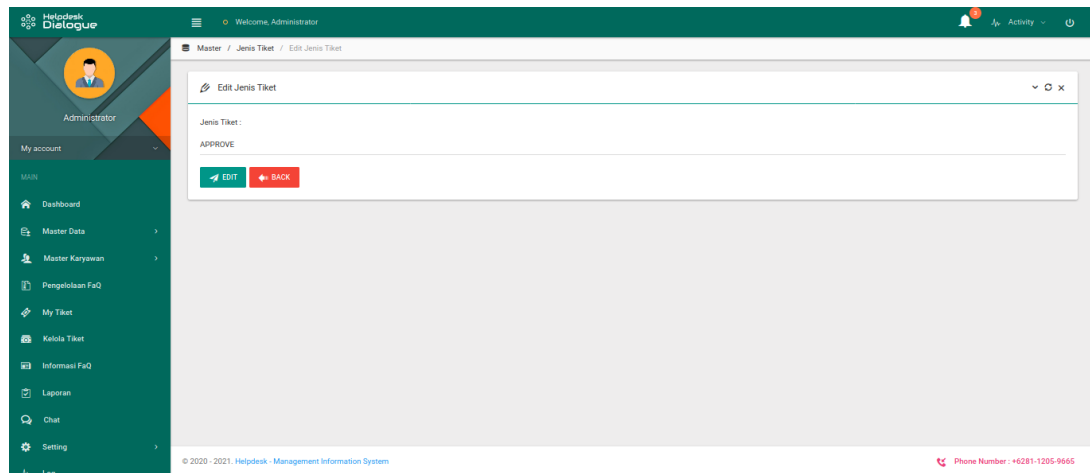 Helpdesk
Dialogue
Welcome, Administrator
2
Activity
Master / Jenis Tiket / Edit Jenis Tiket
Administrator
My account
MAIN
Dashboard
Master Data
Master Karyawan
Pengelolaan FaQ
My Tiket
Kelola Tiket
Informasi FaQ
Laporan
Chat
Setting
Log
Edit Jenis Tiket
Jenis Tiket :
APPROVE
EDIT
BACK
© 2020 - 2021. Helpdesk - Management Information System
Phone Number : +6281-1205-9665